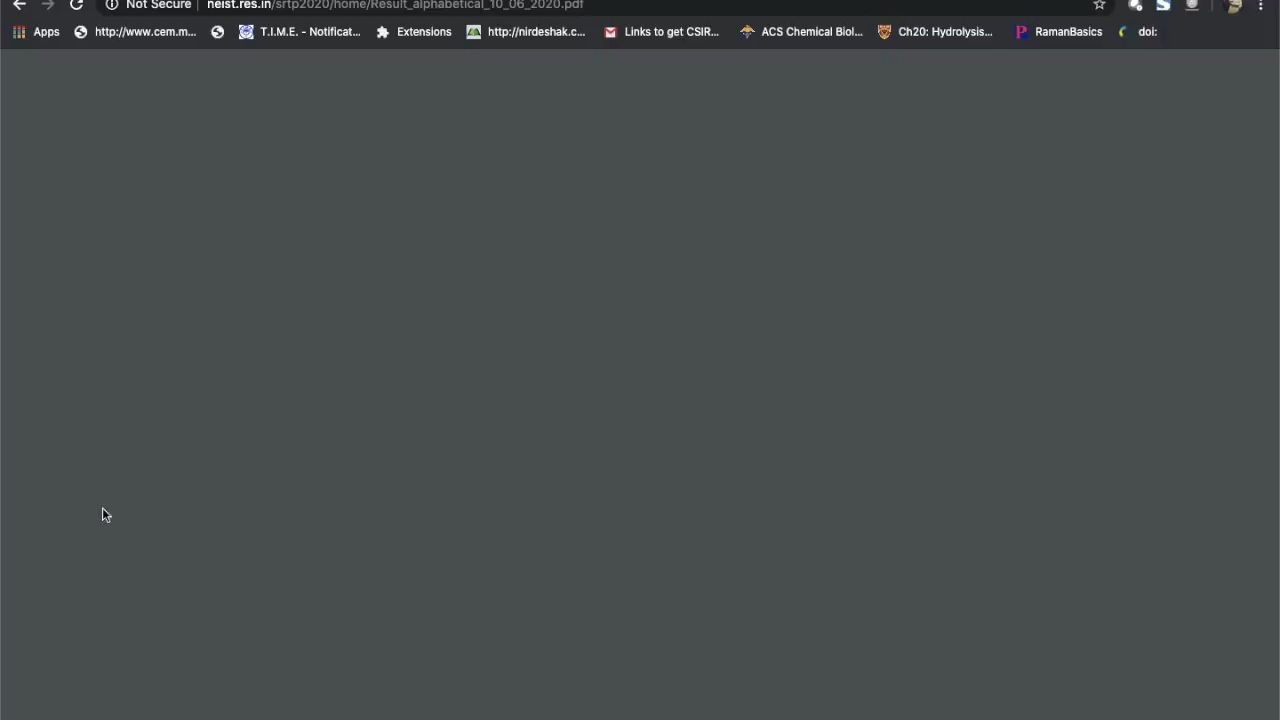 Not Secure | neist.res.in/srtp2020/home/Result_alphabetical_10_06_2020.pdf
Apps http://www.cem.m... T.I.M.E. - Notificat... Extensions http://nirdeshak.c... Links to get CSIR... ACS Chemical Biol... Ch20: Hydrolysis... RamanBasics doi: